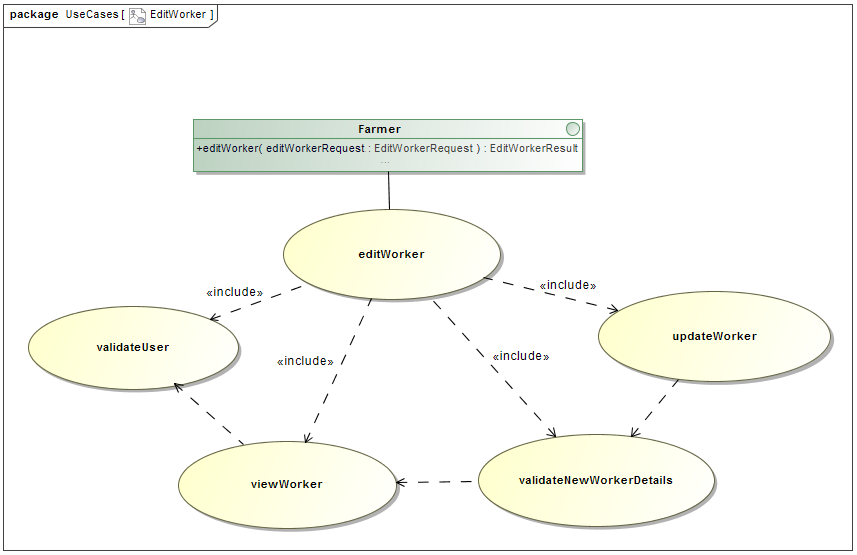 package UseCases [ EditWorker ]
Farmer
+editWorker( editWorkerRequest : EditWorkerRequest ) : EditWorkerResult
...
editWorker
«include»
«include»
validateUser
updateWorker
«include»
«include»
viewWorker
validateNewWorkerDetails